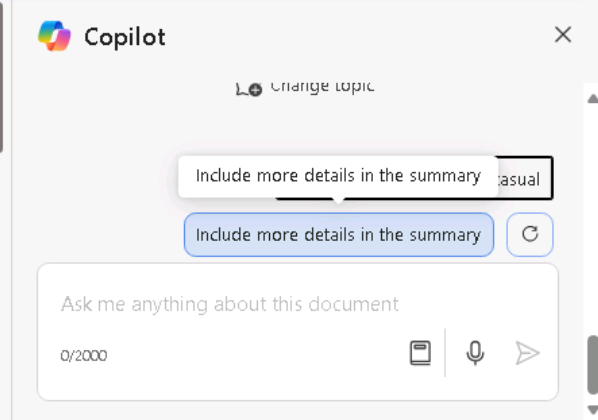 Copilot
Change topic
Include more details in the summary
casual
Include more details in the summary
Ask me anything about this document
0/2000